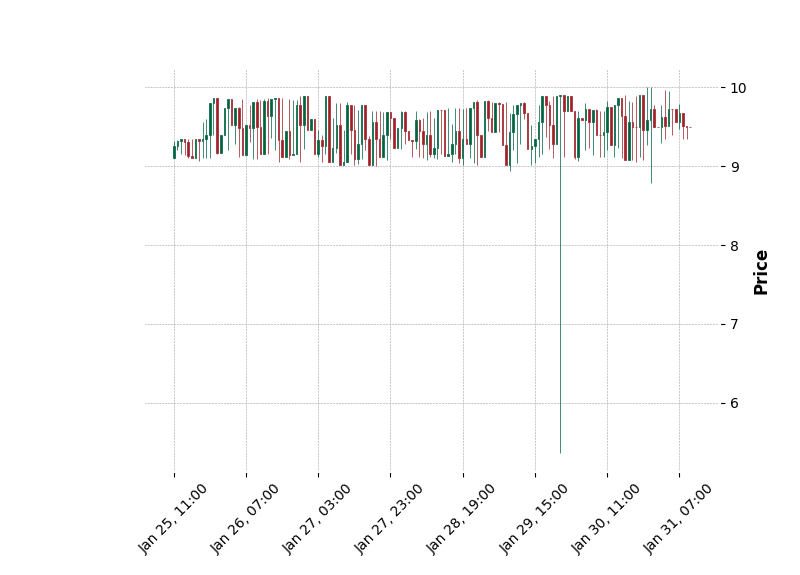 10
9
8
7
6
Price
Jan 25, 11:00
Jan 26, 07:00
Jan 27, 03:00
Jan 27, 23:00
Jan 28, 19:00
Jan 29, 15:00
Jan 30, 11:00
Jan 31, 07:00